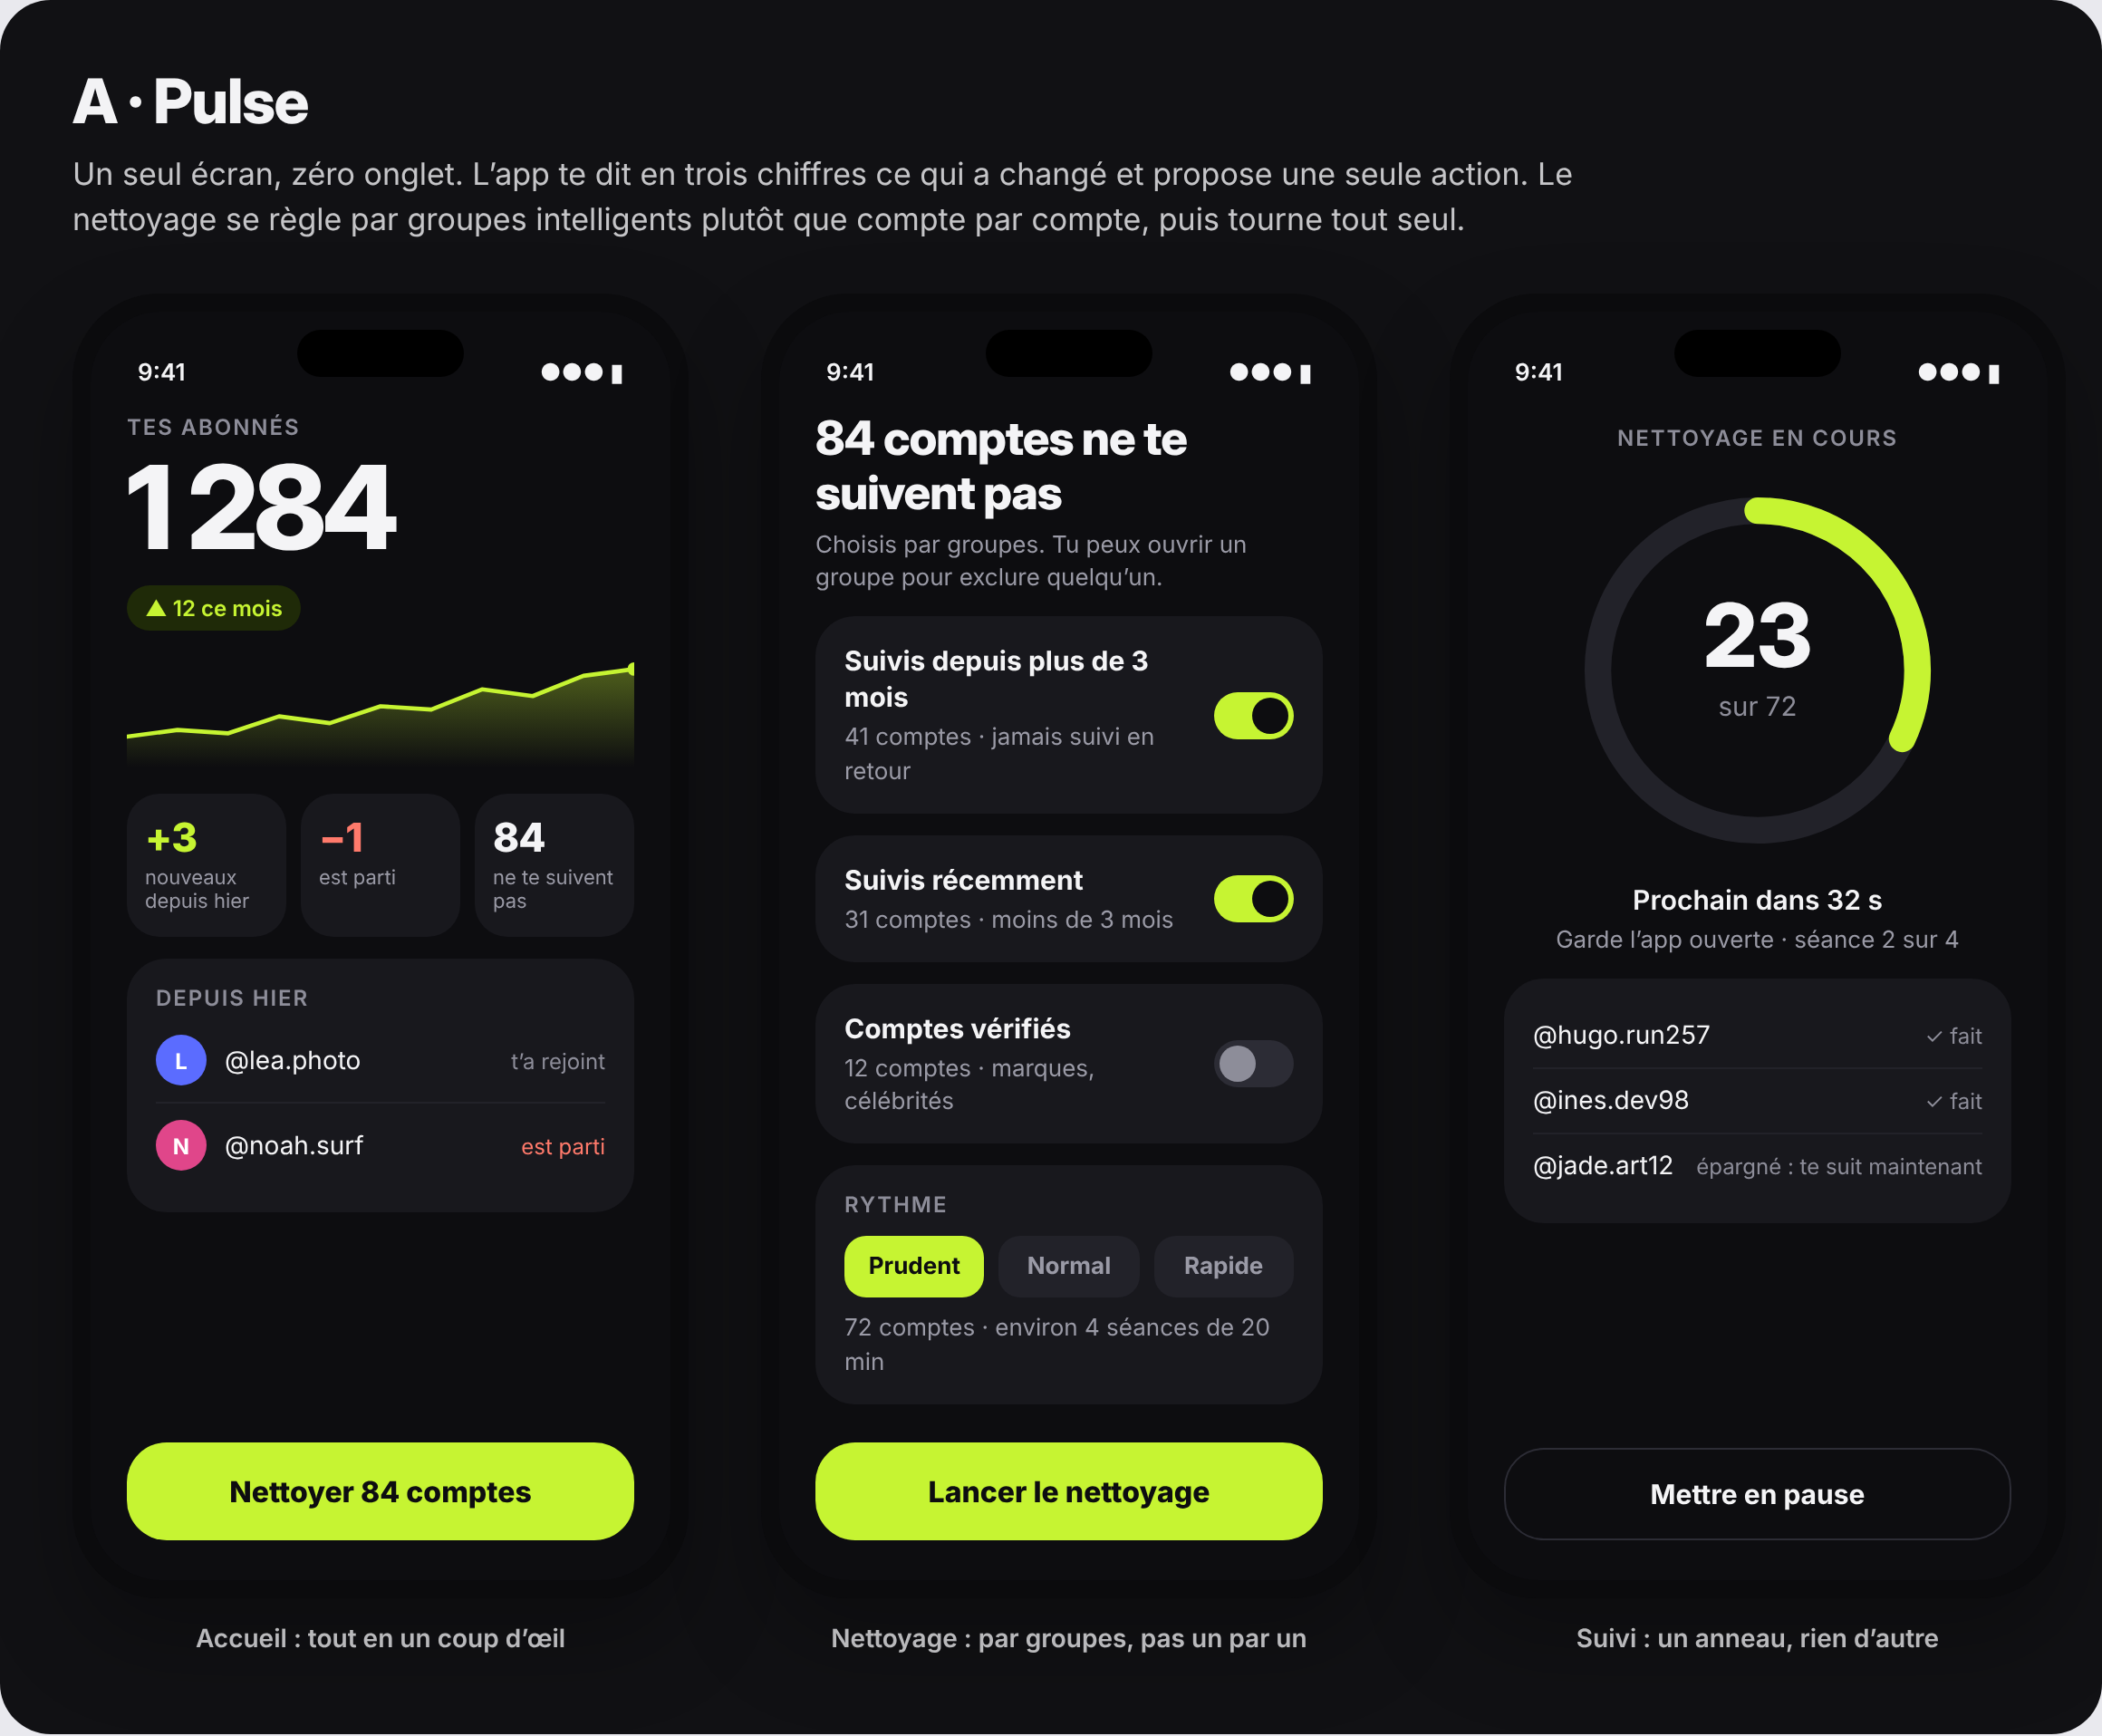 A · Pulse
Un seul écran, zéro onglet. L’app te dit en trois chiffres ce qui a changé et propose une seule action. Le
nettoyage se règle par groupes intelligents plutôt que compte par compte, puis tourne tout seul.
9:41
TES ABONNÉS
1 284
▲ 12 ce mois
+3
nouveaux
depuis hier
−1
est parti
84
ne te suivent
pas
DEPUIS HIER
L @lea.photo t’a rejoint
N @noah.surf est parti
Nettoyer 84 comptes
Accueil : tout en un coup d’œil
9:41
84 comptes ne te
suivent pas
Choisis par groupes. Tu peux ouvrir un
groupe pour exclure quelqu’un.
Suivis depuis plus de 3
mois
41 comptes · jamais suivi en
retour
Suivis récemment
31 comptes · moins de 3 mois
Comptes vérifiés
12 comptes · marques,
célébrités
RYTHME
Prudent Normal Rapide
72 comptes · environ 4 séances de 20
min
Lancer le nettoyage
Nettoyage : par groupes, pas un par un
9:41
NETTOYAGE EN COURS
23
sur 72
Prochain dans 32 s
Garde l’app ouverte · séance 2 sur 4
@hugo.run257 ✓ fait
@ines.dev98 ✓ fait
@jade.art12 épargné : te suit maintenant
Mettre en pause
Suivi : un anneau, rien d’autre